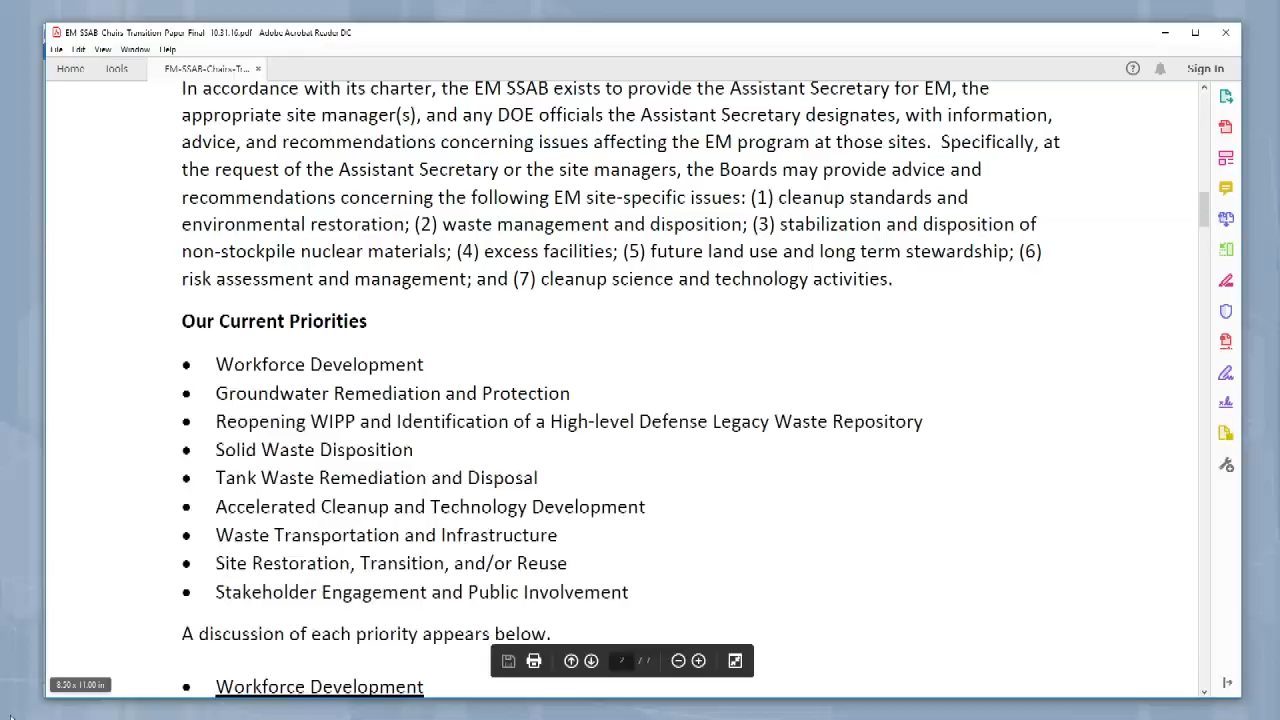 EM SSAB Chairs Transition Paper Final 10.31.16.pdf - Adobe Acrobat Reader DC
File Edit View Window Help
Home Tools EM-SSAB-Chairs-Tr... × Sign In
In accordance with its charter, the EM SSAB exists to provide the Assistant Secretary for EM, the
appropriate site manager(s), and any DOE officials the Assistant Secretary designates, with information,
advice, and recommendations concerning issues affecting the EM program at those sites.  Specifically, at
the request of the Assistant Secretary or the site managers, the Boards may provide advice and
recommendations concerning the following EM site-specific issues: (1) cleanup standards and
environmental restoration; (2) waste management and disposition; (3) stabilization and disposition of
non-stockpile nuclear materials; (4) excess facilities; (5) future land use and long term stewardship; (6)
risk assessment and management; and (7) cleanup science and technology activities.
Our Current Priorities
• Workforce Development
• Groundwater Remediation and Protection
• Reopening WIPP and Identification of a High-level Defense Legacy Waste Repository
• Solid Waste Disposition
• Tank Waste Remediation and Disposal
• Accelerated Cleanup and Technology Development
• Waste Transportation and Infrastructure
• Site Restoration, Transition, and/or Reuse
• Stakeholder Engagement and Public Involvement
A discussion of each priority appears below.
8.50 x 11.00 in
• Workforce Development